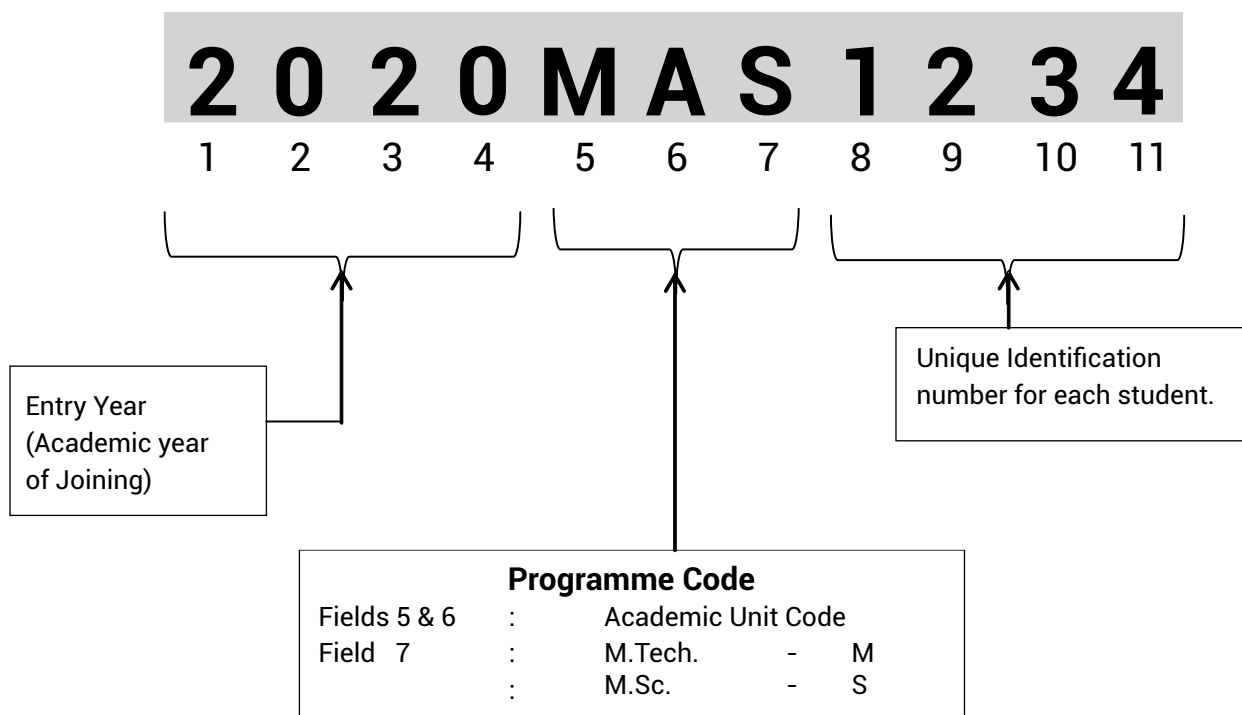 2 0 2 0 M A S 1 2 3 4
1 2 3 4 5 6 7 8 9 10 11
Entry Year
(Academic year
of Joining)
Unique Identification
number for each student.
Programme Code
Fields 5 & 6 : Academic Unit Code
Field 7 : M.Tech. - M
: M.Sc. - S